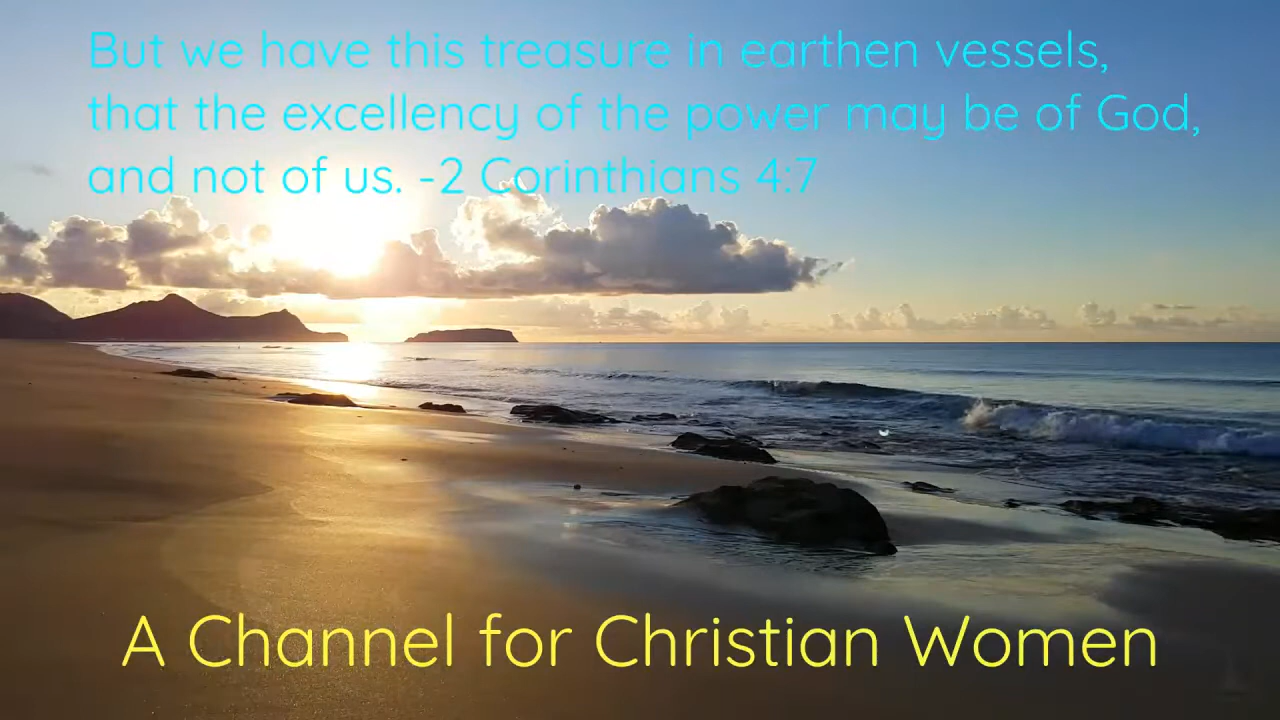 But we have this treasure in earthen vessels,
that the excellency of the power may be of God,
and not of us. -2 Corinthians 4:7
A Channel for Christian Women